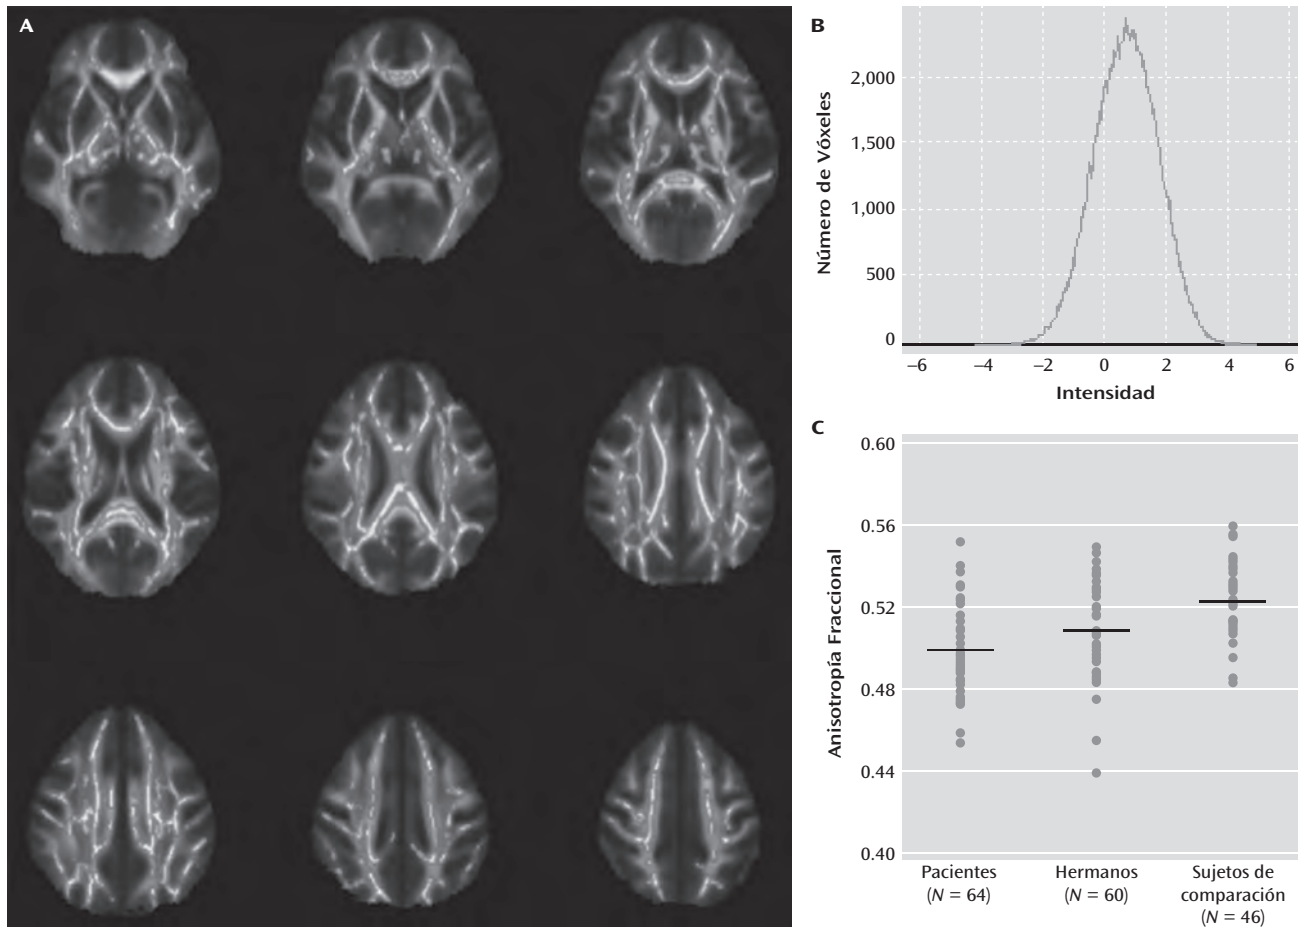 A
B
Número de Vóxeles
2,000
1,500
1,000
500
0
−6 −4 −2 0 2 4 6
Intensidad
C
Anisotropía Fraccional
0.60
0.56
0.52
0.48
0.44
0.40
Pacientes
(N = 64)
Hermanos
(N = 60)
Sujetos de
comparación
(N = 46)